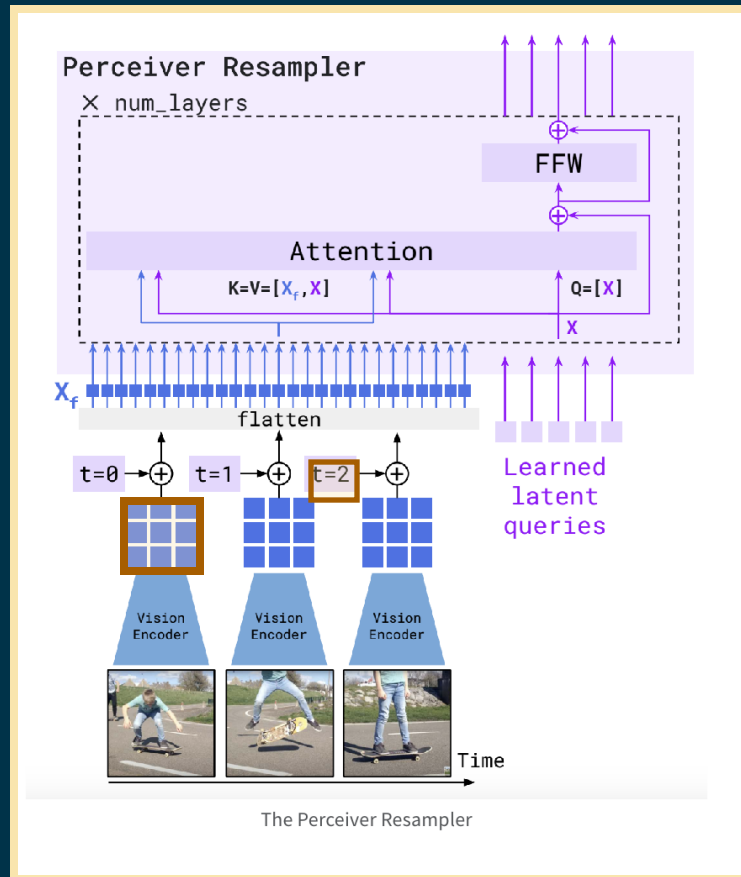 Perceiver Resampler
× num_layers
FFW
Attention
K=V=[Xf,X]
Q=[X]
X
Xf
flatten
t=0
t=1
t=2
Learned
latent
queries
Vision
Encoder
Vision
Encoder
Vision
Encoder
Time
The Perceiver Resampler